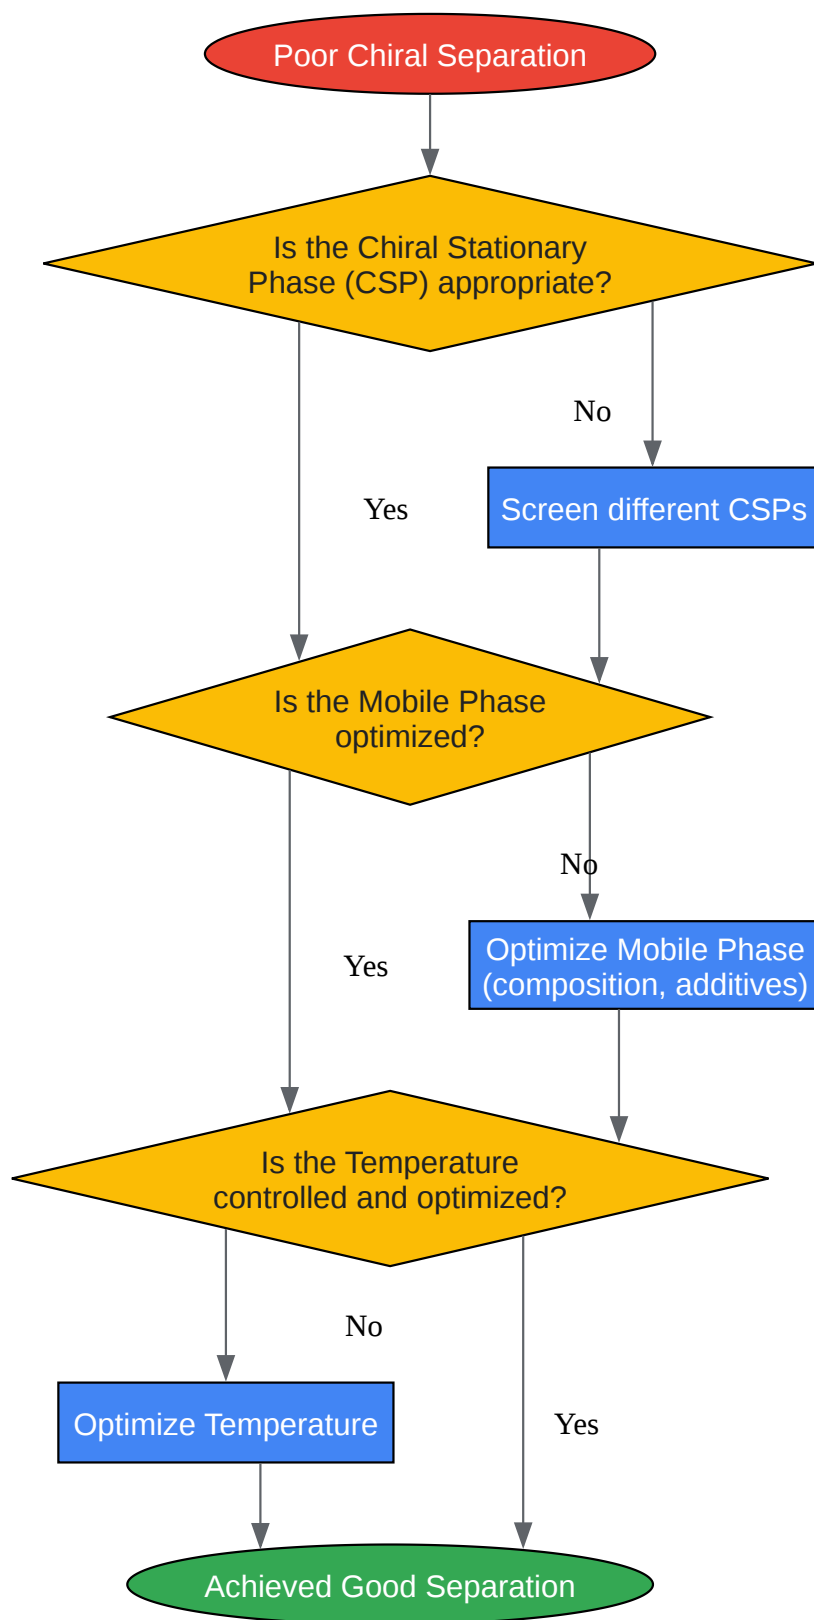 Poor Chiral Separation
Is the Chiral Stationary
Phase (CSP) appropriate?
No
Yes
Screen different CSPs
Is the Mobile Phase
optimized?
No
Yes
Optimize Mobile Phase
(composition, additives)
Is the Temperature
controlled and optimized?
No
Optimize Temperature
Yes
Achieved Good Separation